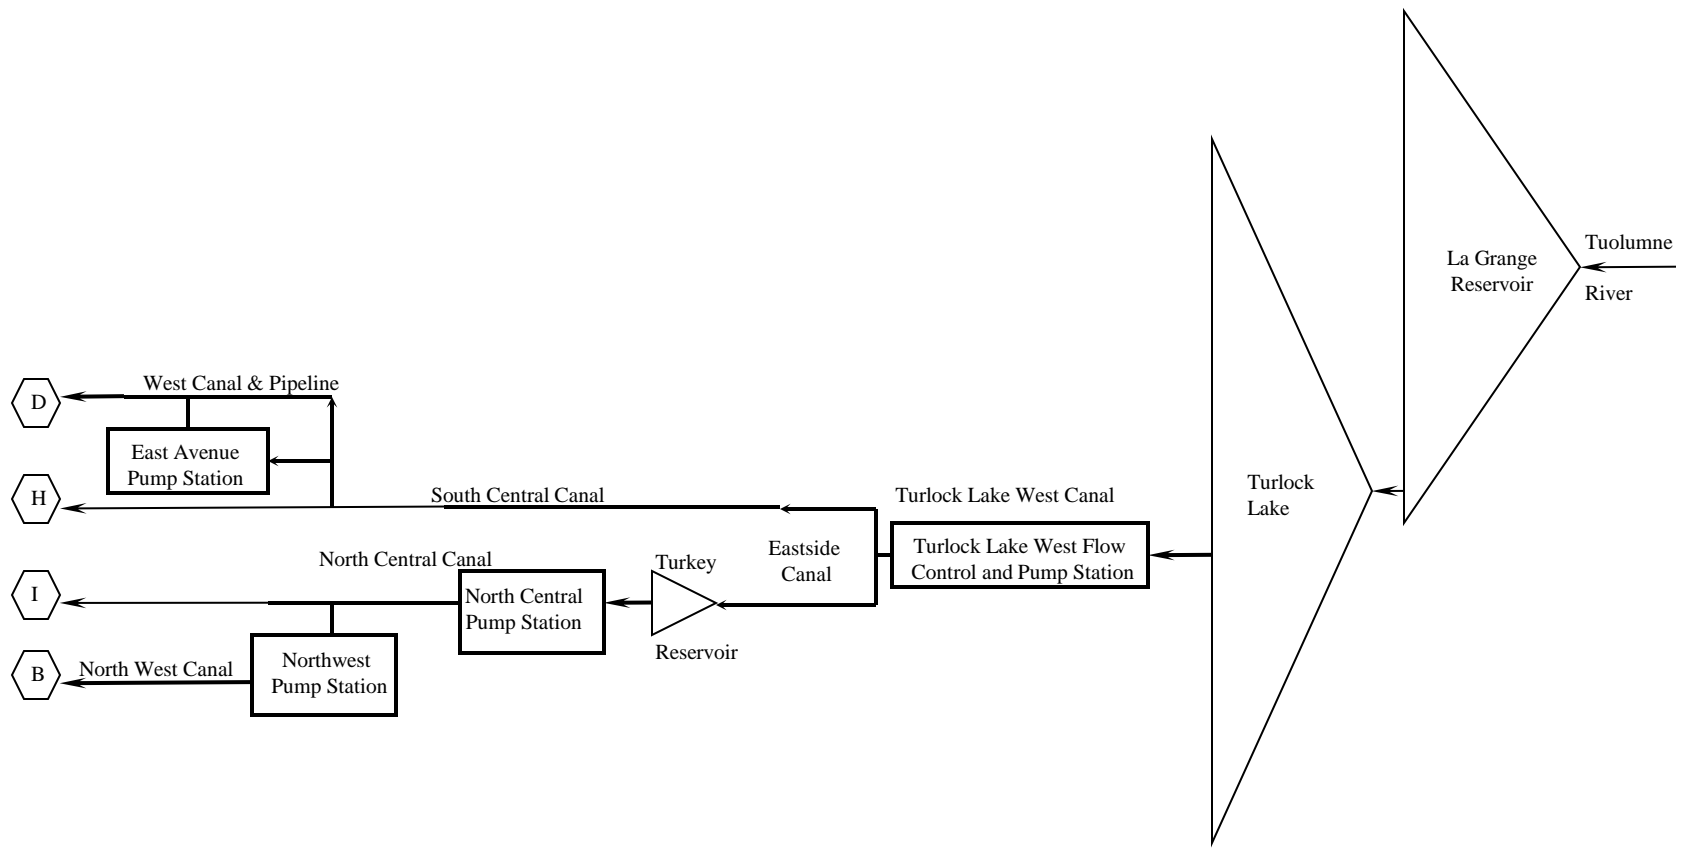 Tuolumne
River
La Grange
Reservoir
Turlock
Lake
Turlock Lake West Canal
Turlock Lake West Flow
Control and Pump Station
Eastside
Canal
South Central Canal
West Canal & Pipeline
D
East Avenue
Pump Station
H
North Central Canal
Turkey
Reservoir
North Central
Pump Station
I
Northwest
Pump Station
North West Canal
B